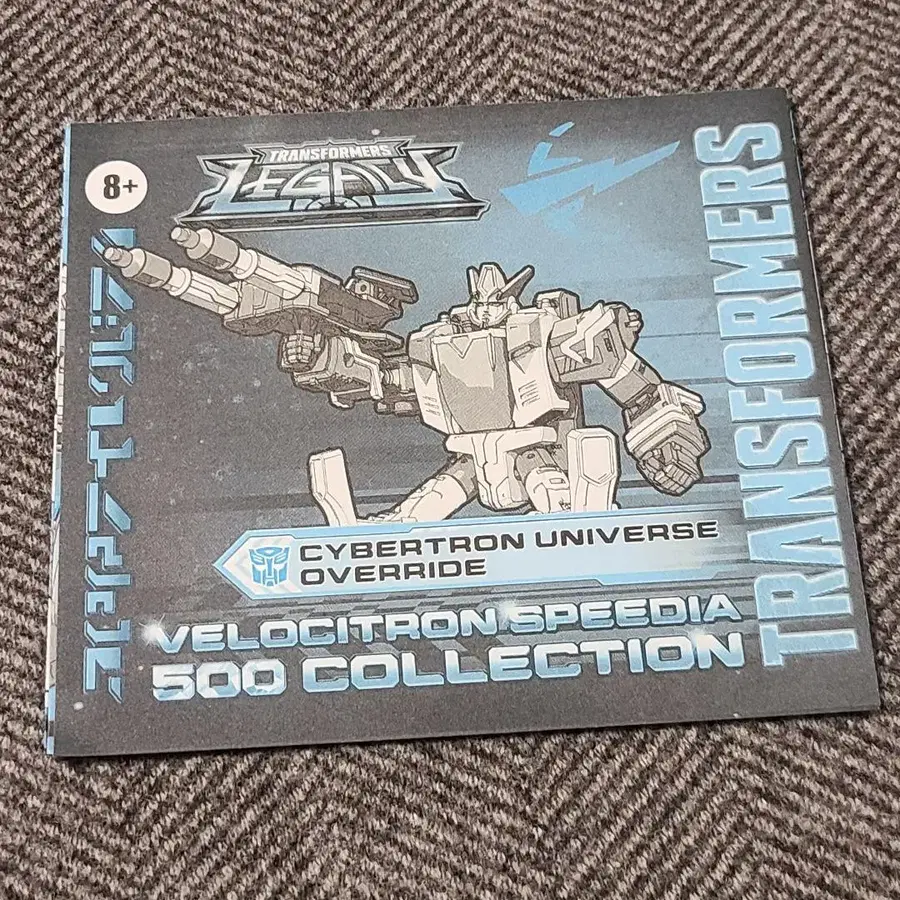 8+
TRANSFORMERS
LEGACY
TRANSFORMERS
CYBERTRON UNIVERSE
OVERRIDE
VELOCITRON SPEEDIA
500 COLLECTION